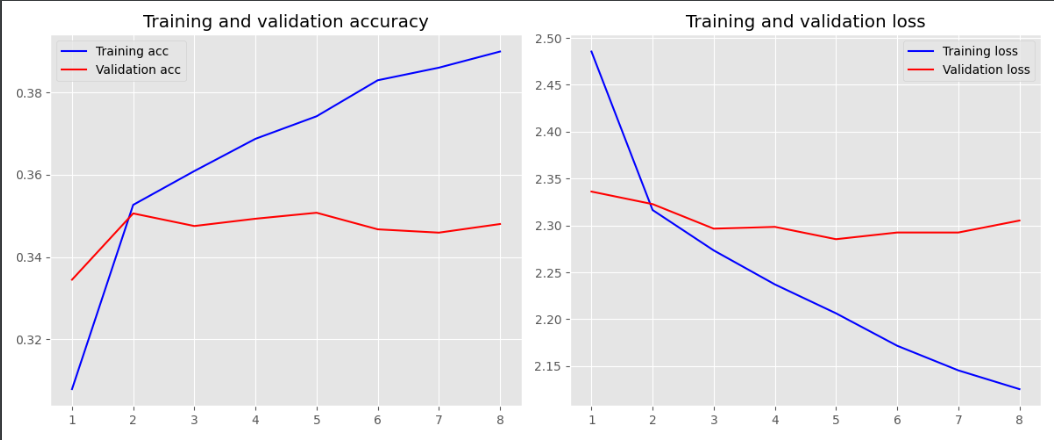 Training and validation accuracy
Training acc
Validation acc
0.38
0.36
0.34
0.32
1 2 3 4 5 6 7 8
Training and validation loss
Training loss
Validation loss
2.50
2.45
2.40
2.35
2.30
2.25
2.20
2.15
1 2 3 4 5 6 7 8